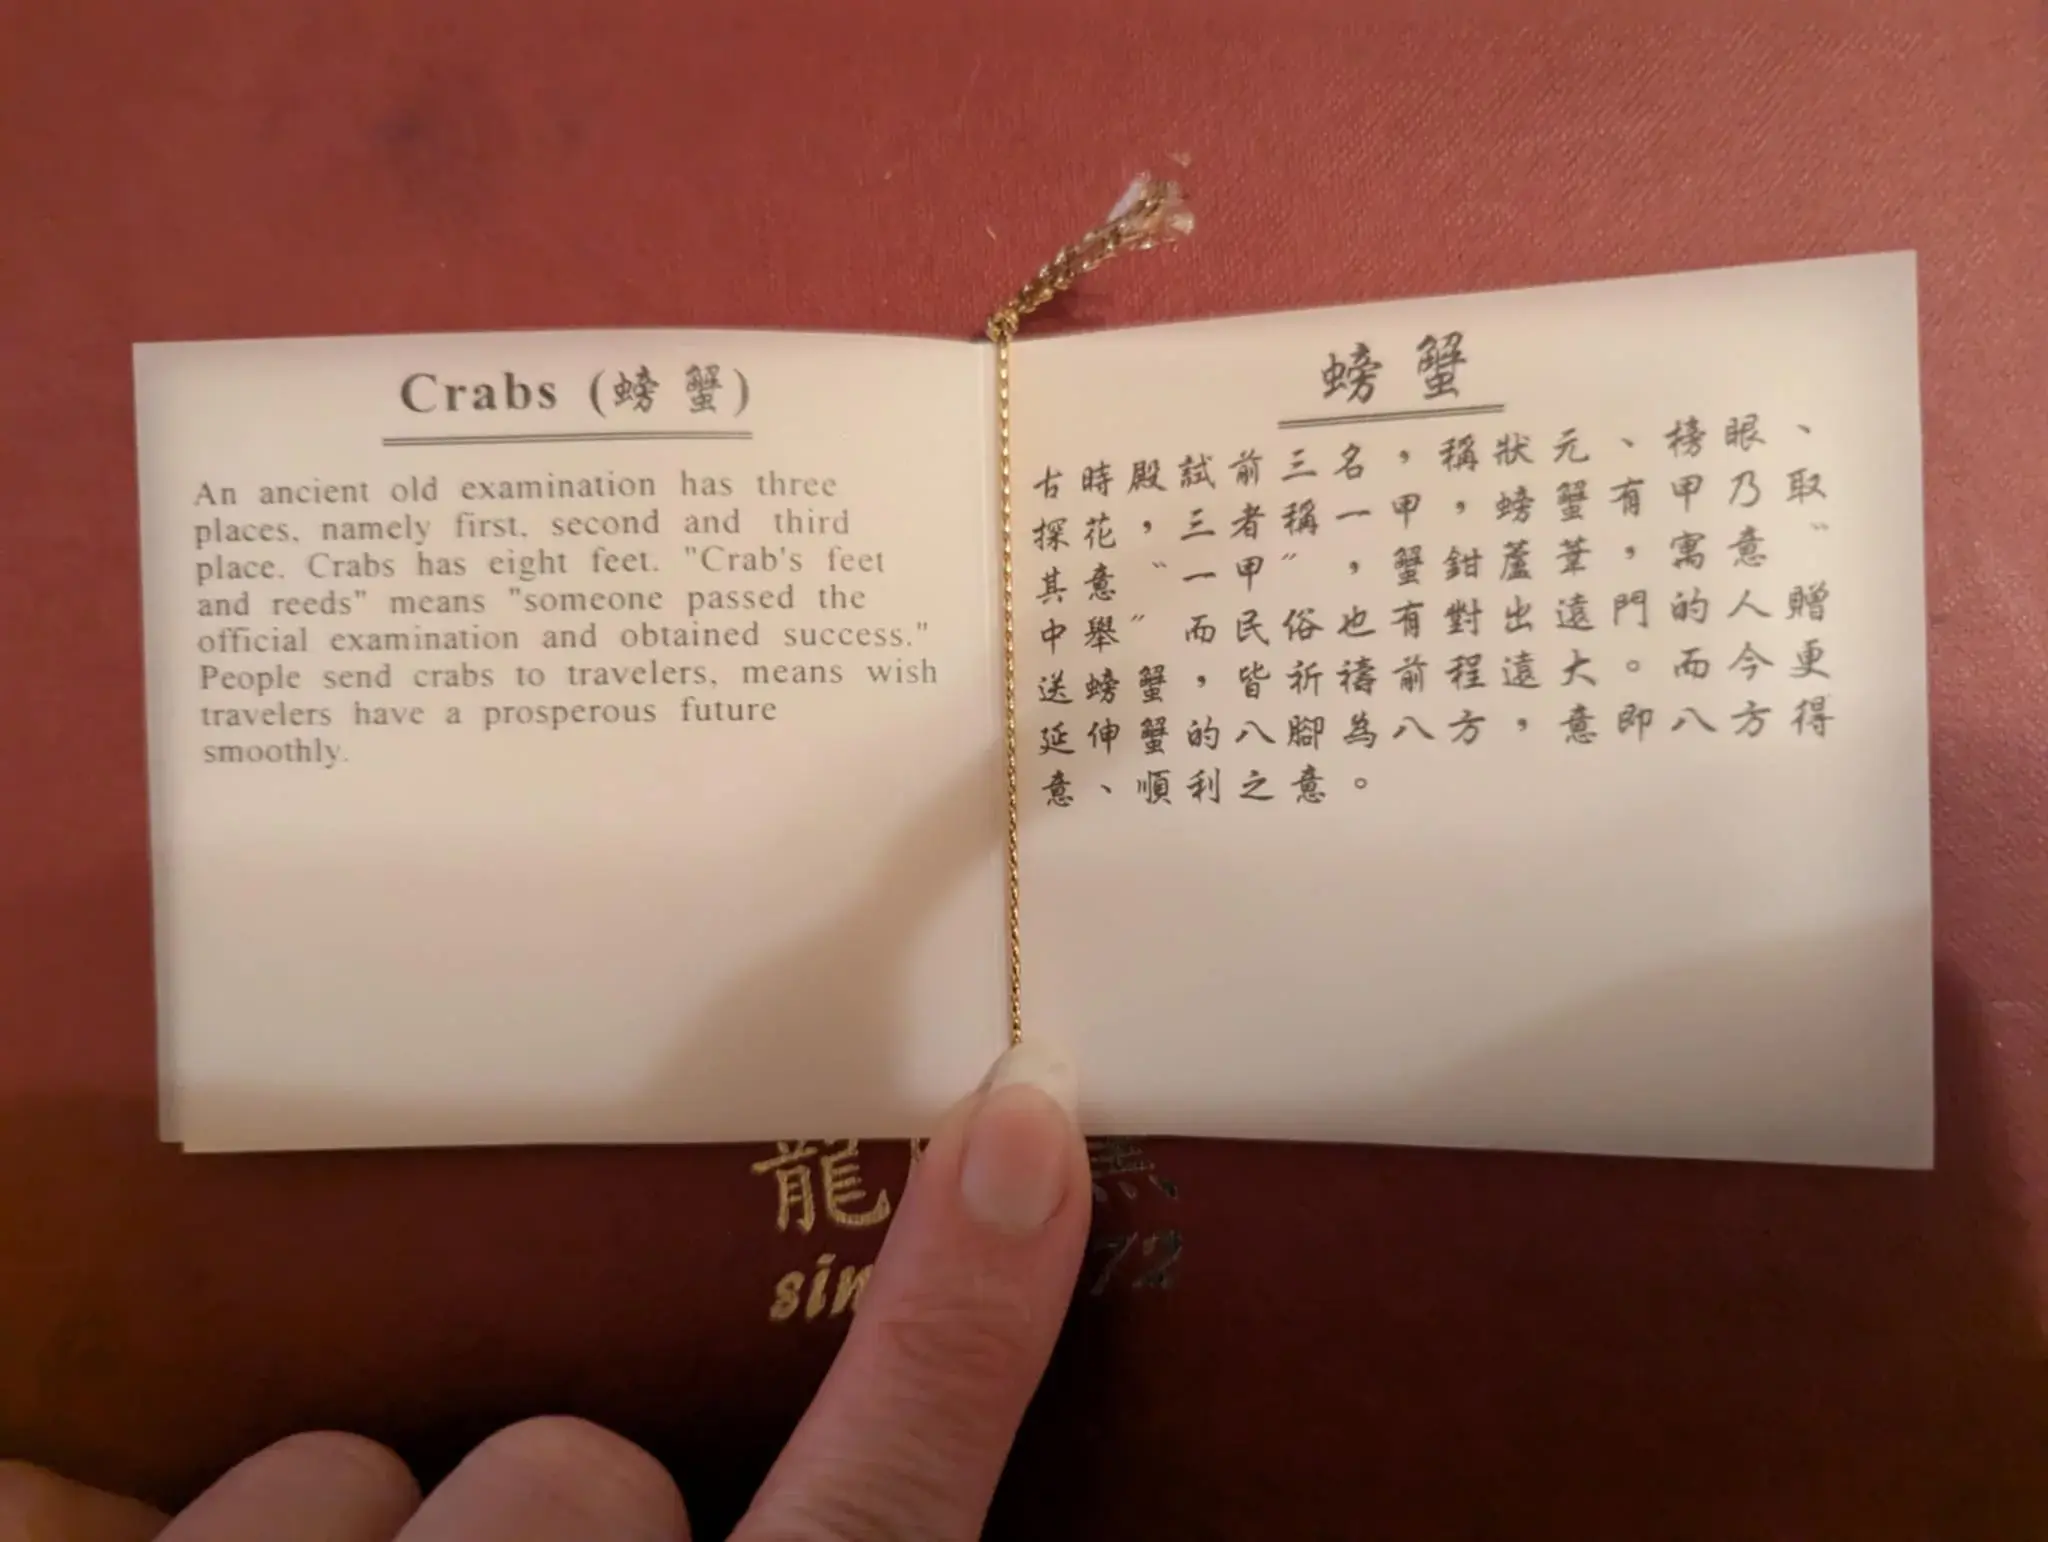 Crabs (螃蟹)
An ancient old examination has three
places, namely first, second and third
place. Crabs has eight feet. "Crab's feet
and reeds" means "someone passed the
official examination and obtained success."
People send crabs to travelers, means wish
travelers have a prosperous future
smoothly.
螃蟹
古時殿試前三名，稱狀元、榜眼、
探花，三者稱一甲，螃蟹有甲乃取
其意〝一甲〞，蟹鉗蘆葦，寓意〝
中舉〞而民俗也有對出遠門的人贈
送螃蟹，皆祈禱前程遠大。而今更
延伸蟹的八腳為八方，意即八方得
意、順利之意。
龍